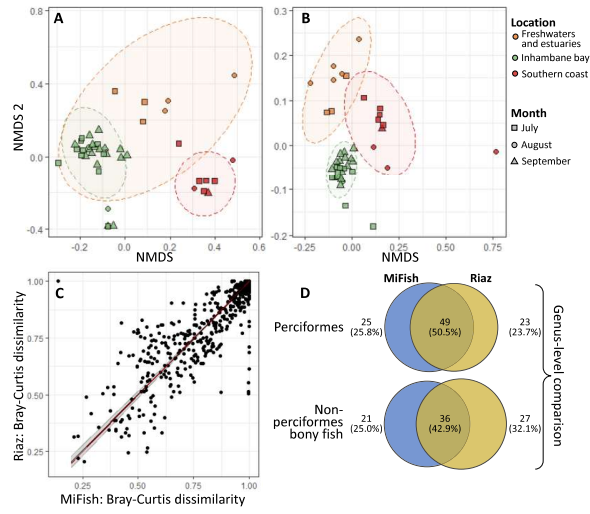 A
B
0.8
0.4
0.0
-0.4
NMDS 2
-0.2
0.0
0.2
0.4
0.6
NMDS
0.3
0.2
0.1
0.0
-0.1
-0.2
-0.25
0.00
0.25
0.50
0.75
NMDS
Location
Freshwaters
and estuaries
Inhambane bay
Southern coast
Month
July
August
September
C
1.00
0.75
0.50
0.25
Riaz: Bray-Curtis dissimilarity
0.25
0.50
0.75
1.00
MiFish: Bray-Curtis dissimilarity
D
MiFish
Riaz
Perciformes
25
(25.8%)
49
(50.5%)
23
(23.7%)
Non-
perciformes
bony fish
21
(25.0%)
36
(42.9%)
27
(32.1%)
Genus-level comparison